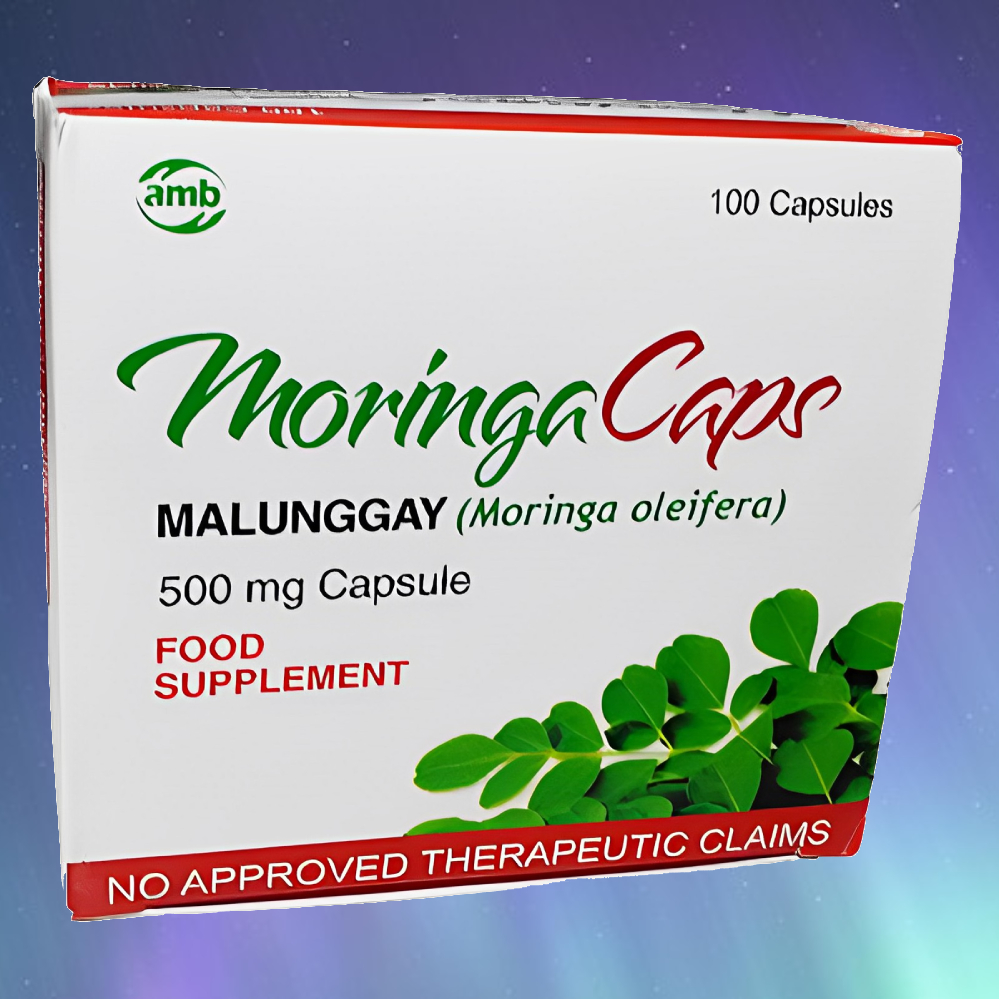 amb
100 Capsules
MoringaCaps
MALUNGGAY (Moringa oleifera)
500 mg Capsule
FOOD
SUPPLEMENT
NO APPROVED THERAPEUTIC CLAIMS